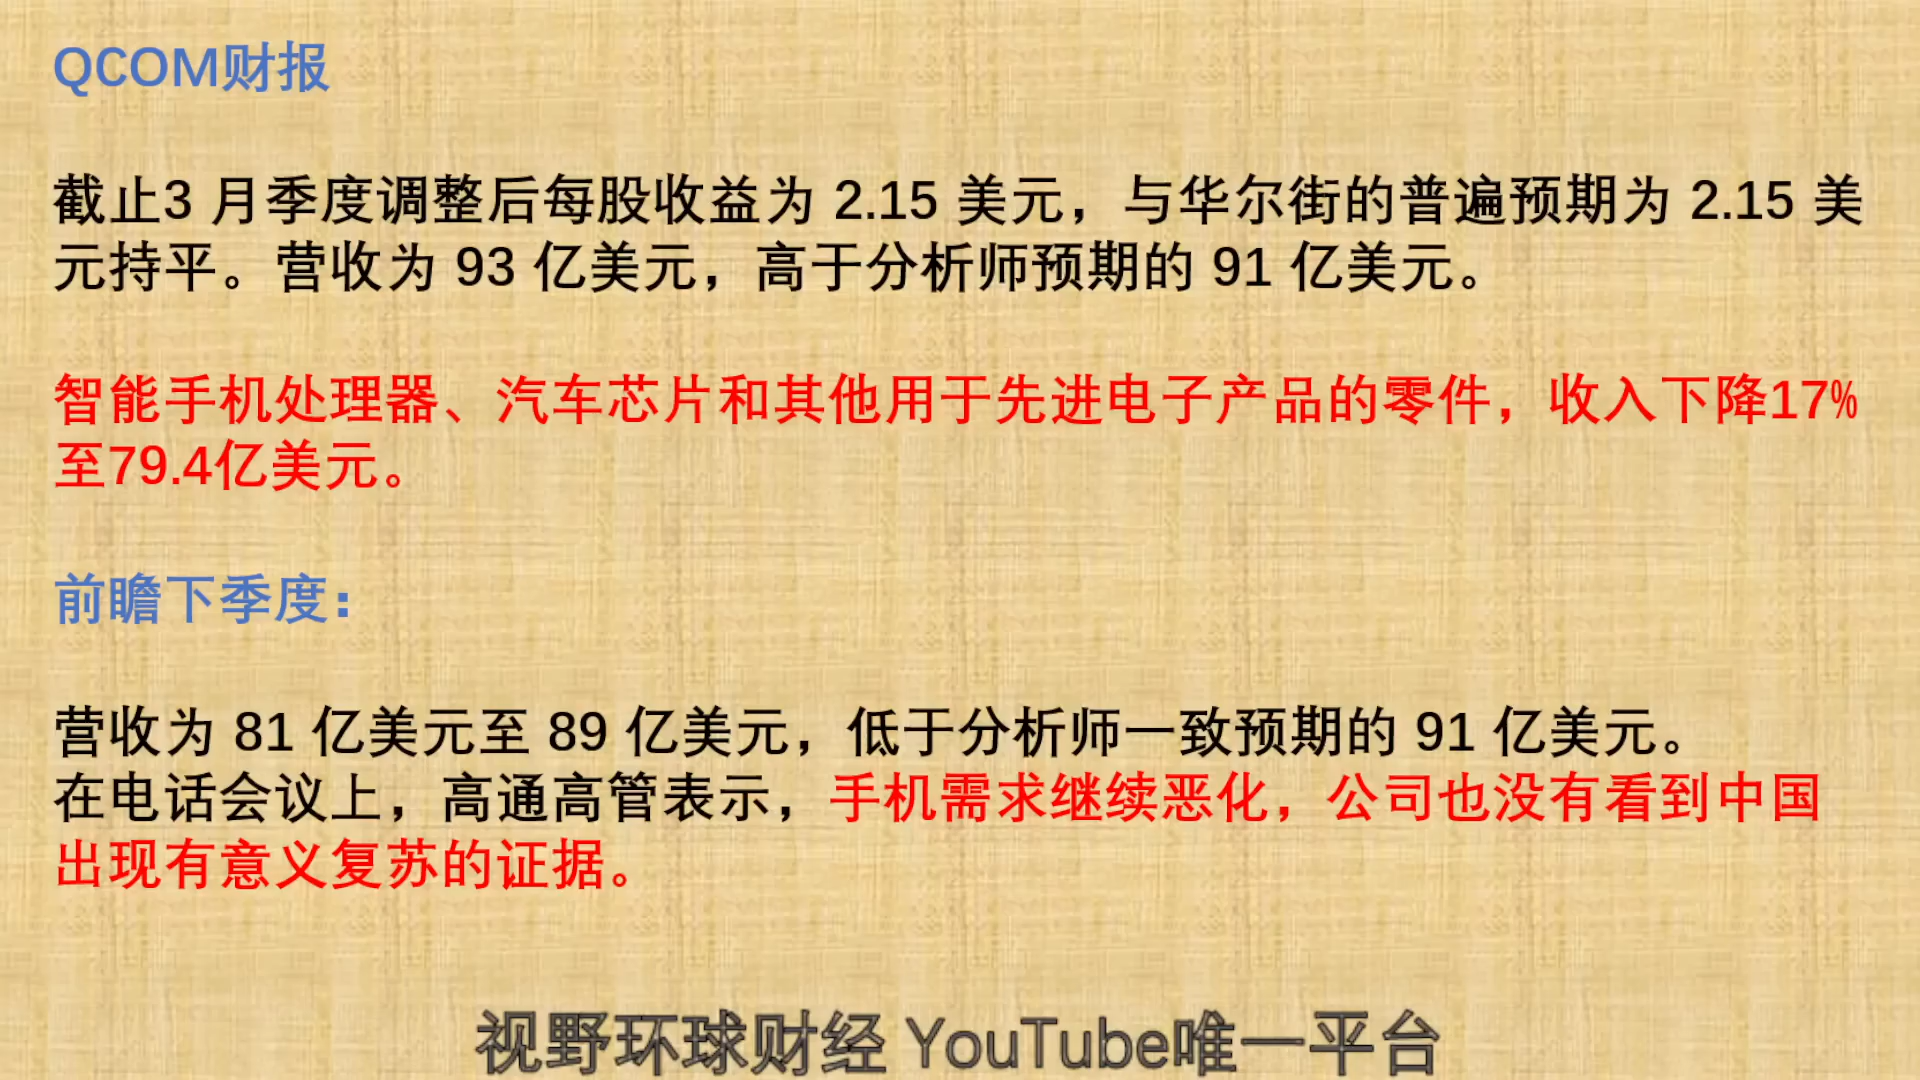 QCOM财报
截止3 月季度调整后每股收益为 2.15 美元，与华尔街的普遍预期为 2.15 美
元持平。营收为 93 亿美元，高于分析师预期的 91 亿美元。
智能手机处理器、汽车芯片和其他用于先进电子产品的零件，收入下降17%
至79.4亿美元。
前瞻下季度：
营收为 81 亿美元至 89 亿美元，低于分析师一致预期的 91 亿美元。
在电话会议上，高通高管表示，手机需求继续恶化，公司也没有看到中国
出现有意义复苏的证据。
视野环球财经 YouTube唯一平台